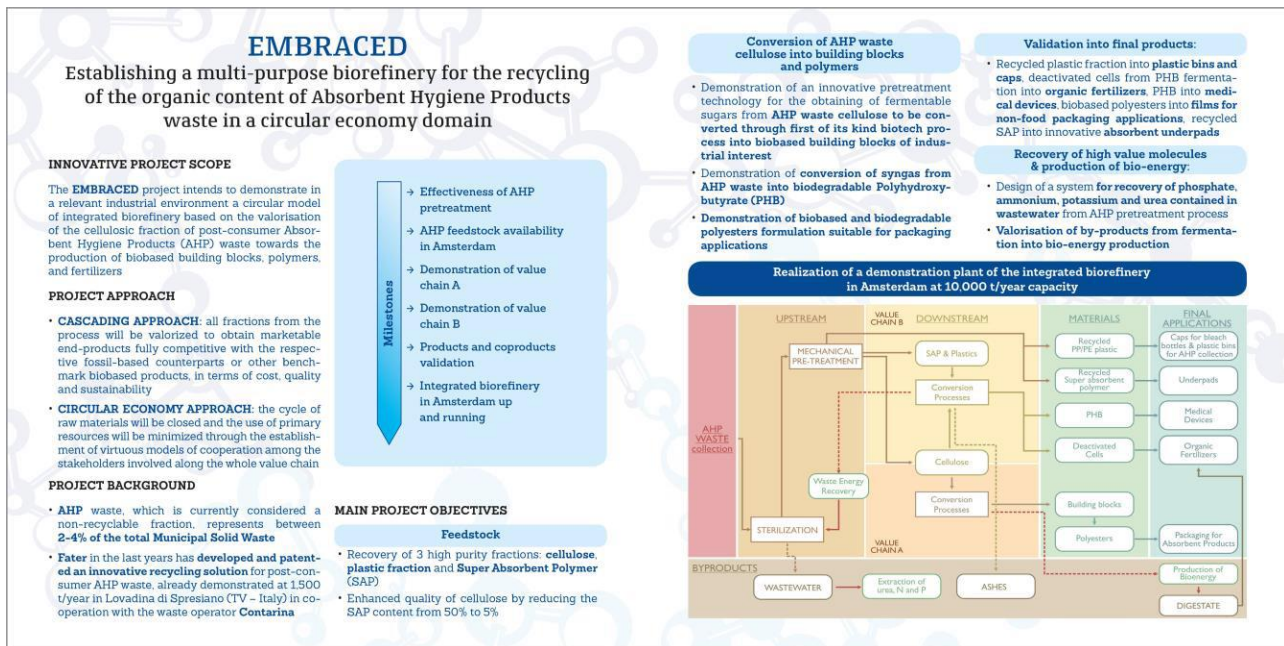 EMBRACED
Establishing a multi-purpose biorefinery for the recycling
of the organic content of Absorbent Hygiene Products
waste in a circular economy domain
INNOVATIVE PROJECT SCOPE
The EMBRACED project intends to demonstrate in
a relevant industrial environment a circular model
of integrated biorefinery based on the valorisation
of the cellulosic fraction of post-consumer Absor-
bent Hygiene Products (AHP) waste towards the
production of biobased building blocks, polymers,
and fertilizers
PROJECT APPROACH
• CASCADING APPROACH: all fractions from the
process will be valorized to obtain marketable
end-products fully competitive with the respec-
tive fossil-based counterparts or other bench-
mark biobased products, in terms of cost, quality
and sustainability
• CIRCULAR ECONOMY APPROACH: the cycle of
raw materials will be closed and the use of primary
resources will be minimized through the establish-
ment of virtuous models of cooperation among the
stakeholders involved along the whole value chain
PROJECT BACKGROUND
• AHP waste, which is currently considered a
non-recyclable fraction, represents between
2-4% of the total Municipal Solid Waste
• Fater in the last years has developed and patent-
ed an innovative recycling solution for post-con-
sumer AHP waste, already demonstrated at 1,500
t/year in Lovadina di Spresiano (TV – Italy) in co-
operation with the waste operator Contarina
Milestones
→ Effectiveness of AHP
pretreatment
→ AHP feedstock availability
in Amsterdam
→ Demonstration of value
chain A
→ Demonstration of value
chain B
→ Products and coproducts
validation
→ Integrated biorefinery
in Amsterdam up
and running
MAIN PROJECT OBJECTIVES
Feedstock
• Recovery of 3 high purity fractions: cellulose,
plastic fraction and Super Absorbent Polymer
(SAP)
• Enhanced quality of cellulose by reducing the
SAP content from 50% to 5%
Conversion of AHP waste
cellulose into building blocks
and polymers
• Demonstration of an innovative pretreatment
technology for the obtaining of fermentable
sugars from AHP waste cellulose to be con-
verted through first of its kind biotech pro-
cess into biobased building blocks of indus-
trial interest
• Demonstration of conversion of syngas from
AHP waste into biodegradable Polyhydroxy-
butyrate (PHB)
• Demonstration of biobased and biodegradable
polyesters formulation suitable for packaging
applications
Validation into final products:
• Recycled plastic fraction into plastic bins and
caps, deactivated cells from PHB fermenta-
tion into organic fertilizers, PHB into medi-
cal devices, biobased polyesters into films for
non-food packaging applications, recycled
SAP into innovative absorbent underpads
Recovery of high value molecules
& production of bio-energy:
• Design of a system for recovery of phosphate,
ammonium, potassium and urea contained in
wastewater from AHP pretreatment process
• Valorisation of by-products from fermenta-
tion into bio-energy production
Realization of a demonstration plant of the integrated biorefinery
in Amsterdam at 10,000 t/year capacity
UPSTREAM
VALUE
CHAIN B
DOWNSTREAM
MATERIALS
FINAL
APPLICATIONS
MECHANICAL
PRE-TREATMENT
SAP & Plastics
Recycled
PP/PE plastic
Caps for bleach
bottles & plastic bins
for AHP collection
Conversion
Processes
Recycled
Super absorbent
polymer
Underpads
PHB
Medical
Devices
AHP
WASTE
collection
Deactivated
Cells
Organic
Fertilizers
Cellulose
Waste Energy
Recovery
Conversion
Processes
Building blocks
STERILIZATION
VALUE
CHAIN A
Polyesters
Packaging for
Absorbent Products
BYPRODUCTS
WASTEWATER
Extraction of
urea, N and P
ASHES
Production of
Bioenergy
DIGESTATE